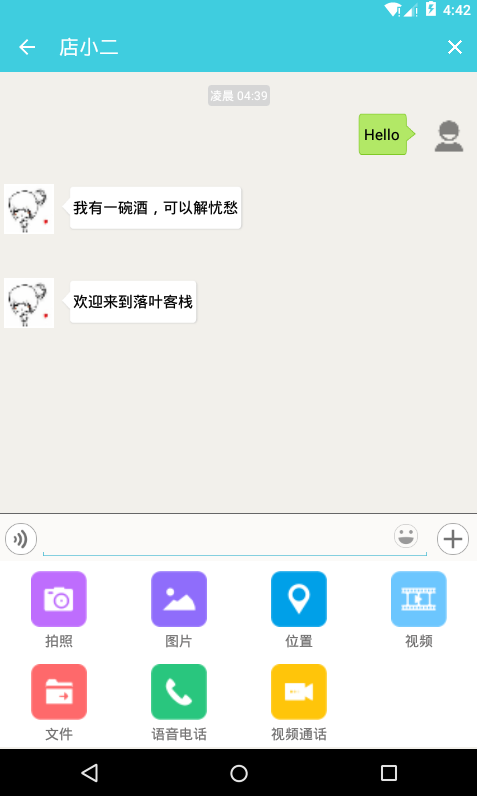 4:42
店小二
凌晨 04:39
Hello
我有一碗酒，可以解忧愁
欢迎来到落叶客栈
拍照 图片 位置 视频
文件 语音电话 视频通话